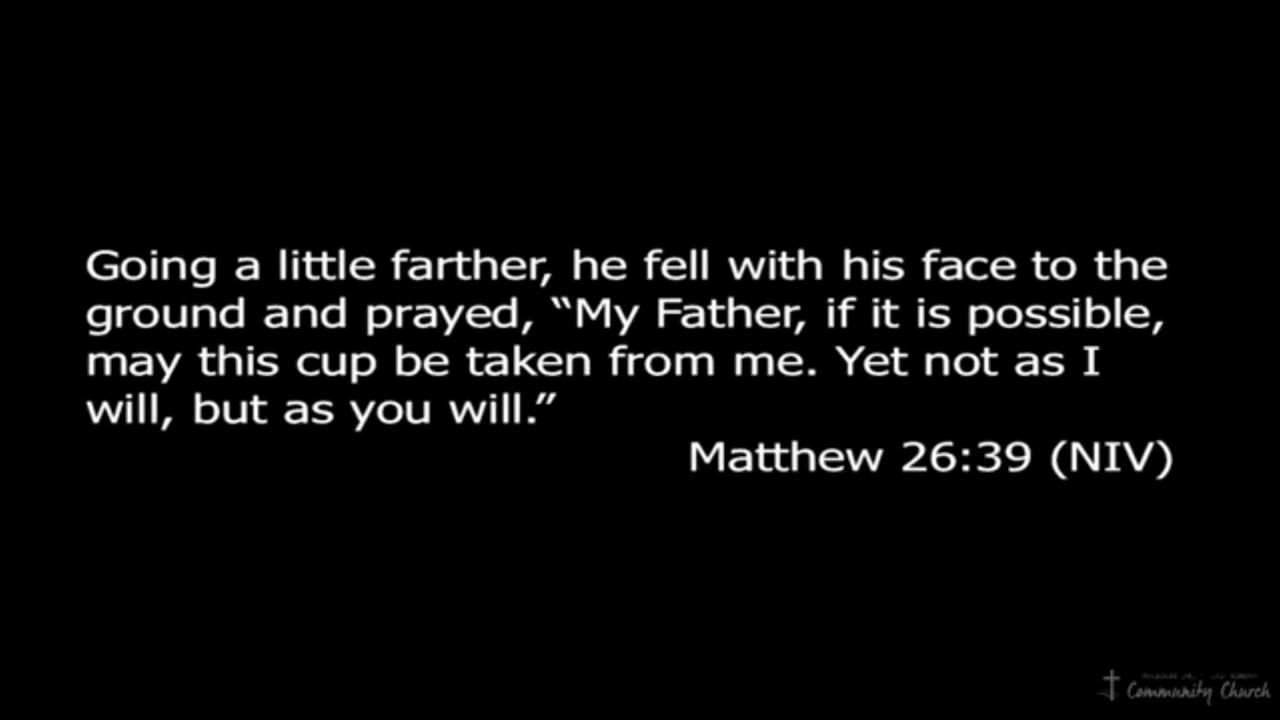 Going a little farther, he fell with his face to the
ground and prayed, “My Father, if it is possible,
may this cup be taken from me. Yet not as I
will, but as you will.”
Matthew 26:39 (NIV)
Community Church